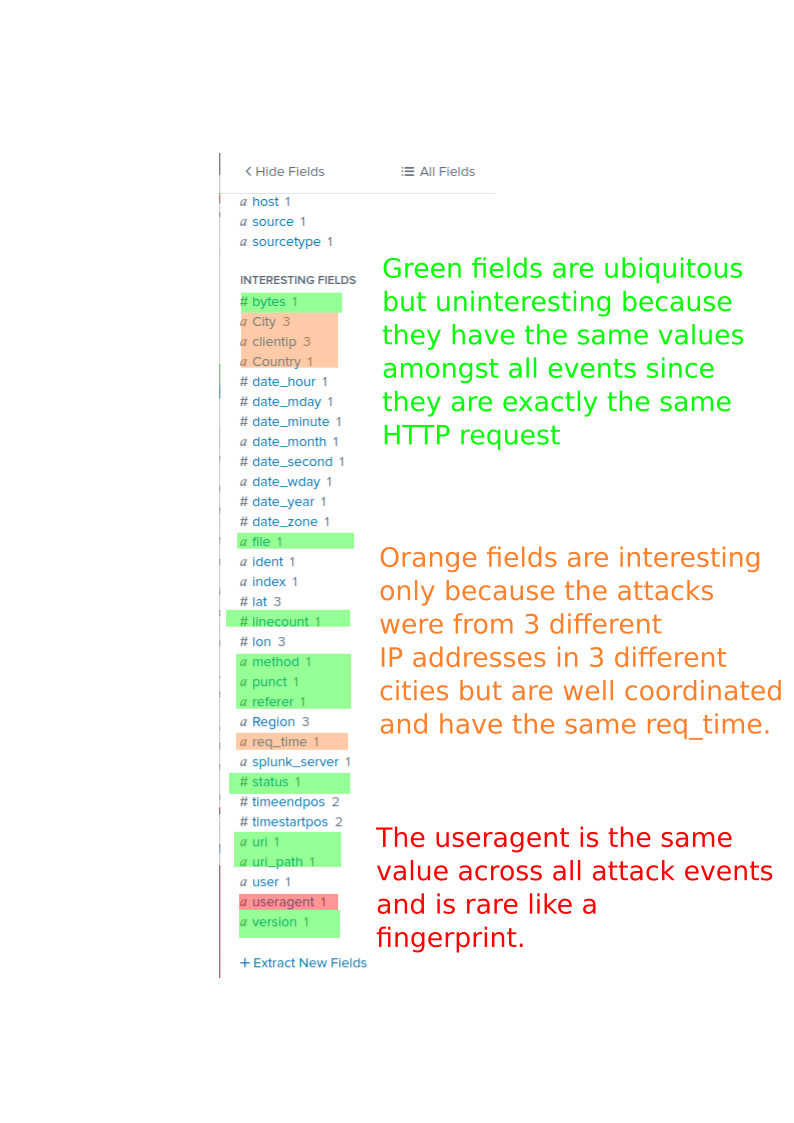 Hide Fields
All Fields
a host 1
a source 1
a sourcetype 1
INTERESTING FIELDS
# bytes 1
a City 3
a clientip 3
a Country 1
# date_hour 1
# date_mday 1
# date_minute 1
a date_month 1
# date_second 1
a date_wday 1
# date_year 1
# date_zone 1
a file 1
a ident 1
a index 1
# lat 3
# linecount 1
# lon 3
a method 1
a punct 1
a referer 1
a Region 3
a req_time 1
a splunk_server 1
# status 1
# timeendpos 2
# timestartpos 2
a uri 1
a uri_path 1
a user 1
a useragent 1
a version 1
+ Extract New Fields
Green fields are ubiquitous
but uninteresting because
they have the same values
amongst all events since
they are exactly the same
HTTP request
Orange fields are interesting
only because the attacks
were from 3 different
IP addresses in 3 different
cities but are well coordinated
and have the same req_time.
The useragent is the same
value across all attack events
and is rare like a
fingerprint.